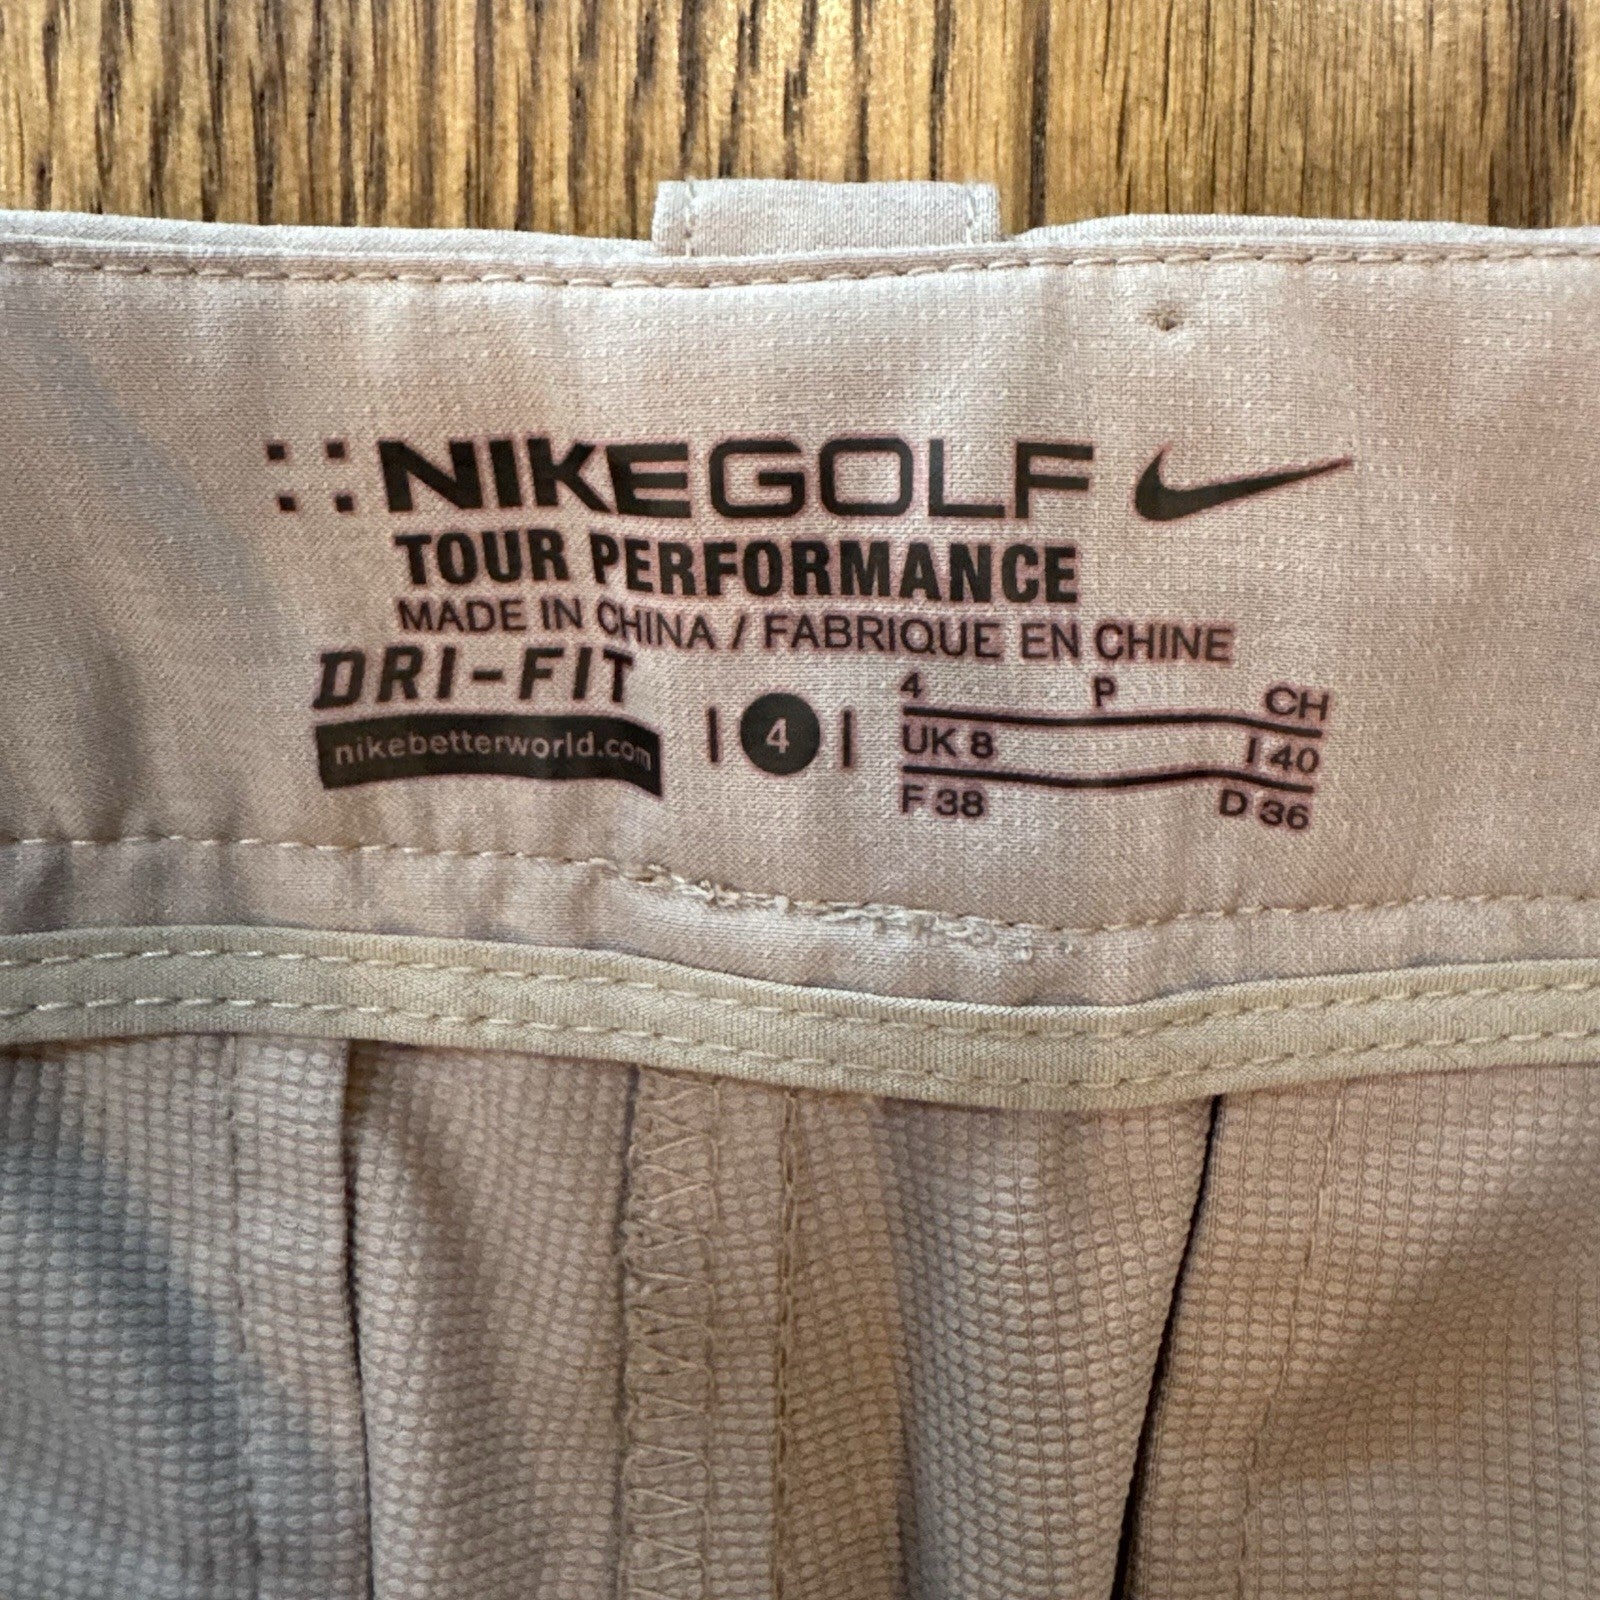 NIKEGOLF
TOUR PERFORMANCE
MADE IN CHINA / FABRIQUE EN CHINE
DRI-FIT
nikebetterworld.com
4
4 P CH
UK 8 I 40
F 38 D 36